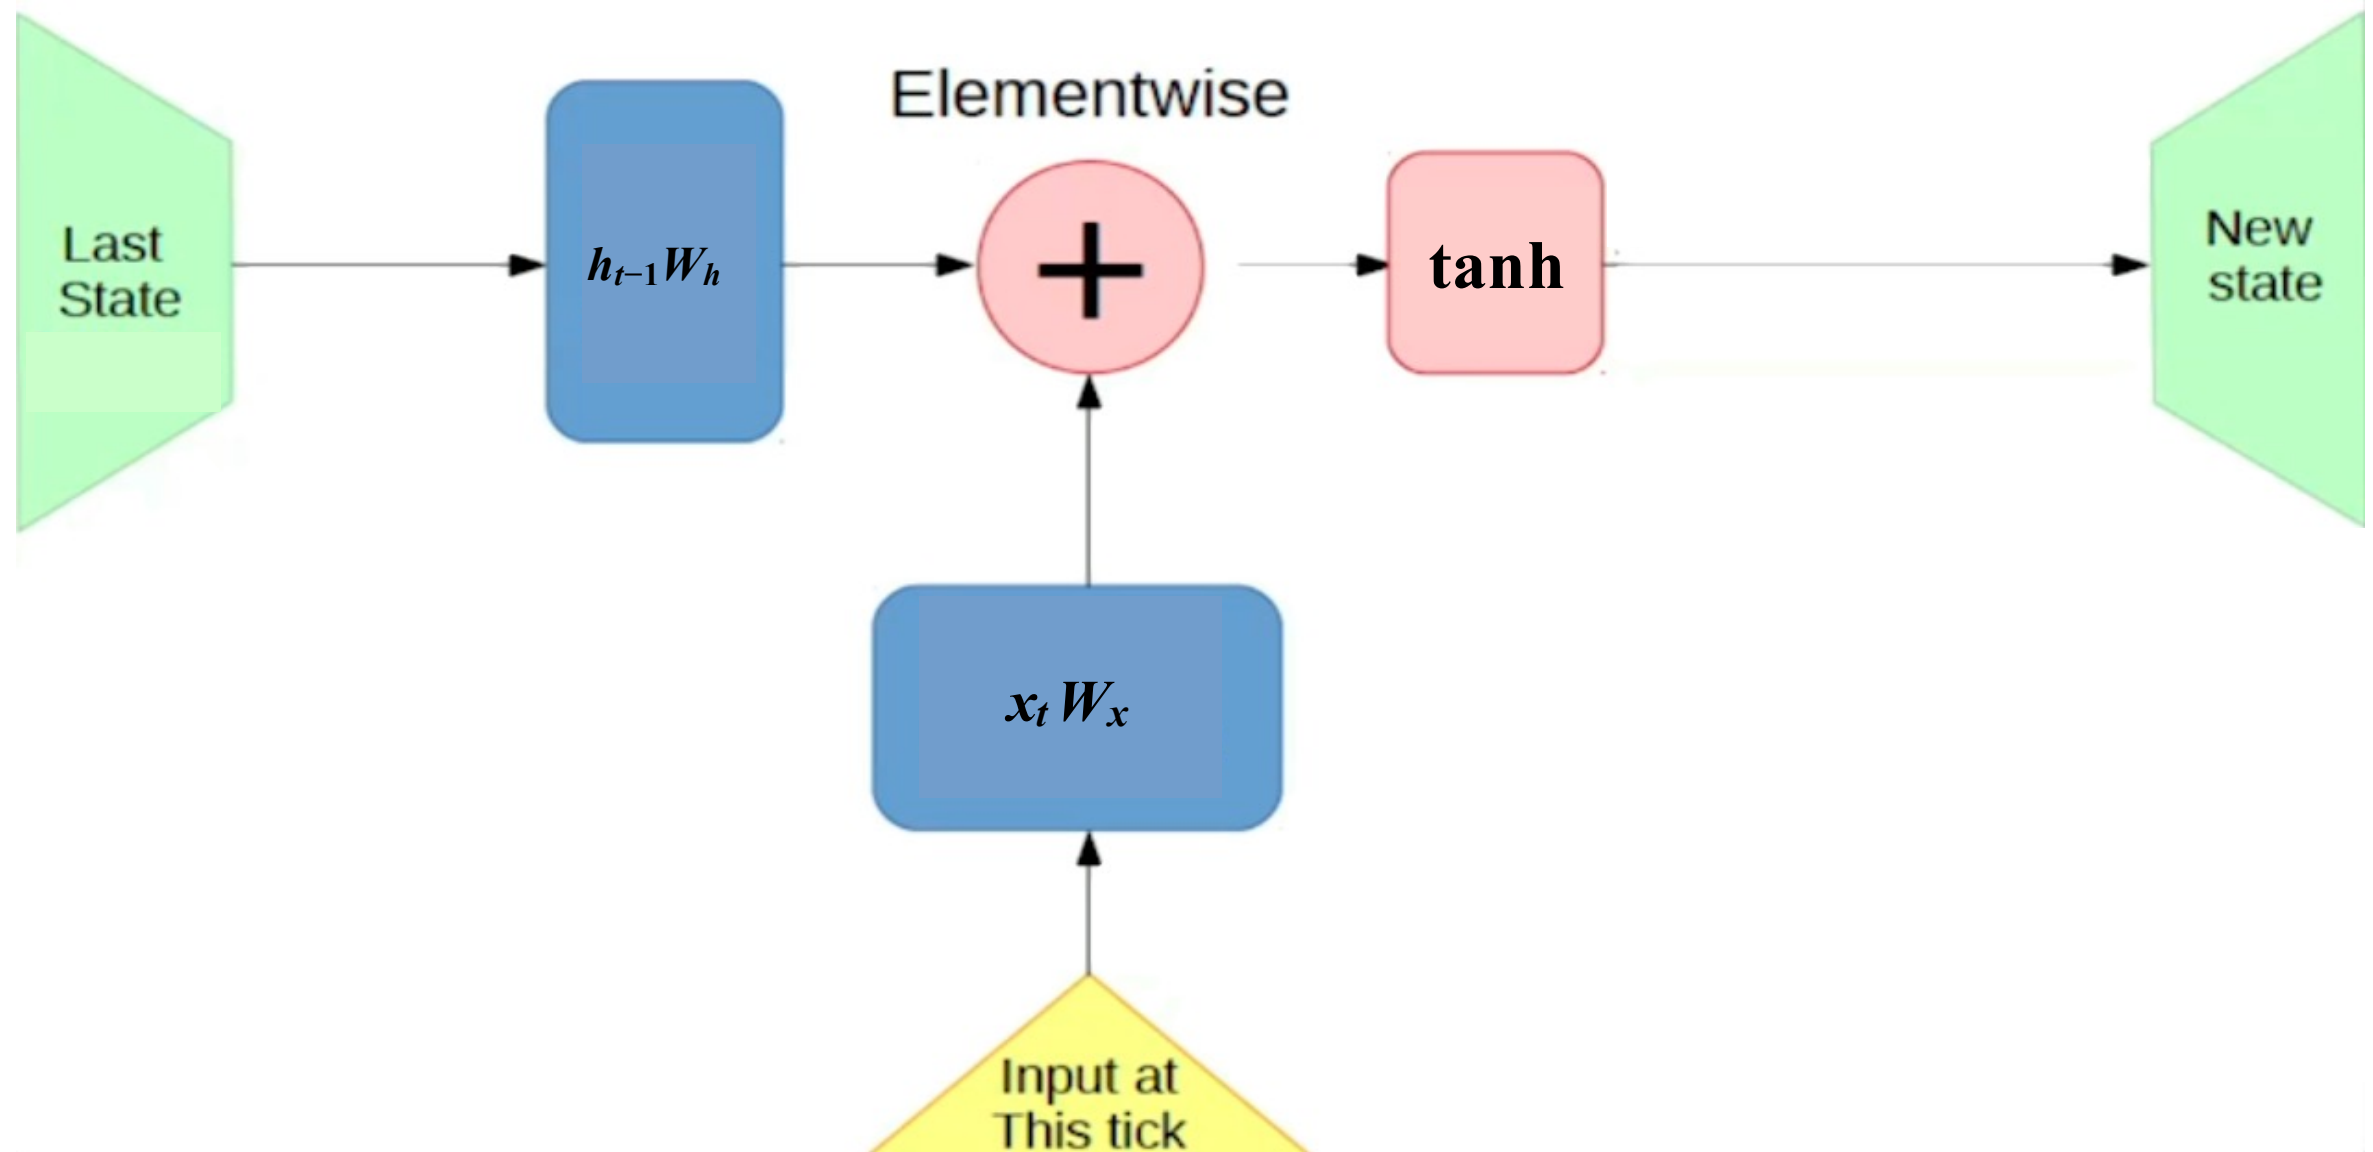 Elementwise
Last
State
h_{t-1}W_h
+
tanh
New
state
x_t W_x
Input at
This tick